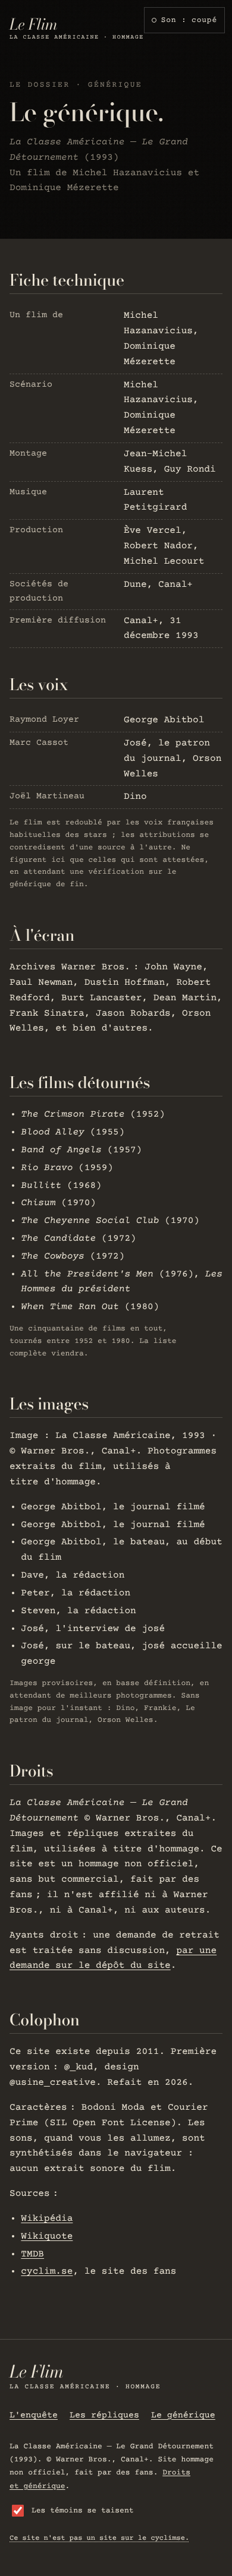 Le Flim
LA CLASSE AMÉRICAINE · HOMMAGE
Son : coupé
LE DOSSIER · GÉNÉRIQUE
Le générique.
La Classe Américaine — Le Grand
Détournement (1993)
Un flim de Michel Hazanavicius et
Dominique Mézerette
Fiche technique
Un flim de
Michel
Hazanavicius,
Dominique
Mézerette
Scénario
Michel
Hazanavicius,
Dominique
Mézerette
Montage
Jean-Michel
Kuess, Guy Rondi
Musique
Laurent
Petitgirard
Production
Ève Vercel,
Robert Nador,
Michel Lecourt
Sociétés de
production
Dune, Canal+
Première diffusion
Canal+, 31
décembre 1993
Les voix
Raymond Loyer
George Abitbol
Marc Cassot
José, le patron
du journal, Orson
Welles
Joël Martineau
Dino
Le flim est redoublé par les voix françaises
habituelles des stars ; les attributions se
contredisent d'une source à l'autre. Ne
figurent ici que celles qui sont attestées,
en attendant une vérification sur le
générique de fin.
À l'écran
Archives Warner Bros. : John Wayne,
Paul Newman, Dustin Hoffman, Robert
Redford, Burt Lancaster, Dean Martin,
Frank Sinatra, Jason Robards, Orson
Welles, et bien d'autres.
Les films détournés
• The Crimson Pirate (1952)
• Blood Alley (1955)
• Band of Angels (1957)
• Rio Bravo (1959)
• Bullitt (1968)
• Chisum (1970)
• The Cheyenne Social Club (1970)
• The Candidate (1972)
• The Cowboys (1972)
• All the President's Men (1976), Les
Hommes du président
• When Time Ran Out (1980)
Une cinquantaine de films en tout,
tournés entre 1952 et 1980. La liste
complète viendra.
Les images
Image : La Classe Américaine, 1993 ·
© Warner Bros., Canal+. Photogrammes
extraits du flim, utilisés à
titre d'hommage.
• George Abitbol, le journal filmé
• George Abitbol, le journal filmé
• George Abitbol, le bateau, au début
du flim
• Dave, la rédaction
• Peter, la rédaction
• Steven, la rédaction
• José, l'interview de josé
• José, sur le bateau, josé accueille
george
Images provisoires, en basse définition, en
attendant de meilleurs photogrammes. Sans
image pour l'instant : Dino, Frankie, Le
patron du journal, Orson Welles.
Droits
La Classe Américaine — Le Grand
Détournement © Warner Bros., Canal+.
Images et répliques extraites du
flim, utilisées à titre d'hommage. Ce
site est un hommage non officiel,
sans but commercial, fait par des
fans ; il n'est affilié ni à Warner
Bros., ni à Canal+, ni aux auteurs.
Ayants droit : une demande de retrait
est traitée sans discussion, par une
demande sur le dépôt du site.
Colophon
Ce site existe depuis 2011. Première
version : @_kud, design
@usine_creative. Refait en 2026.
Caractères : Bodoni Moda et Courier
Prime (SIL Open Font License). Les
sons, quand vous les allumez, sont
synthétisés dans le navigateur :
aucun extrait sonore du flim.
Sources :
• Wikipédia
• Wikiquote
• TMDB
• cyclim.se, le site des fans
Le Flim
LA CLASSE AMÉRICAINE · HOMMAGE
L'enquête Les répliques Le générique
La Classe Américaine — Le Grand Détournement
(1993). © Warner Bros., Canal+. Site hommage
non officiel, fait par des fans. Droits
et générique.
Les témoins se taisent
Ce site n'est pas un site sur le cyclimse.